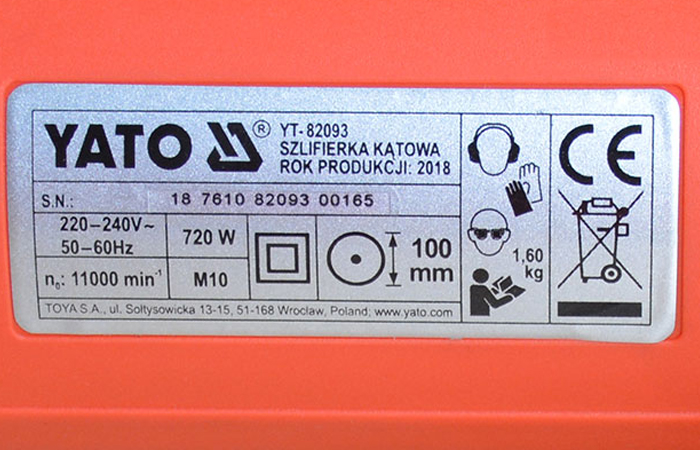 YATO ® YT-82093
SZLIFIERKA KĄTOWA
ROK PRODUKCJI: 2018
S.N.: 18 7610 82093 00165
220–240V~
50–60Hz
720 W
n₀: 11000 min⁻¹
M10
100
mm
1,60
kg
CE
TOYA S.A., ul. Sołtysowicka 13-15, 51-168 Wrocław, Poland; www.yato.com